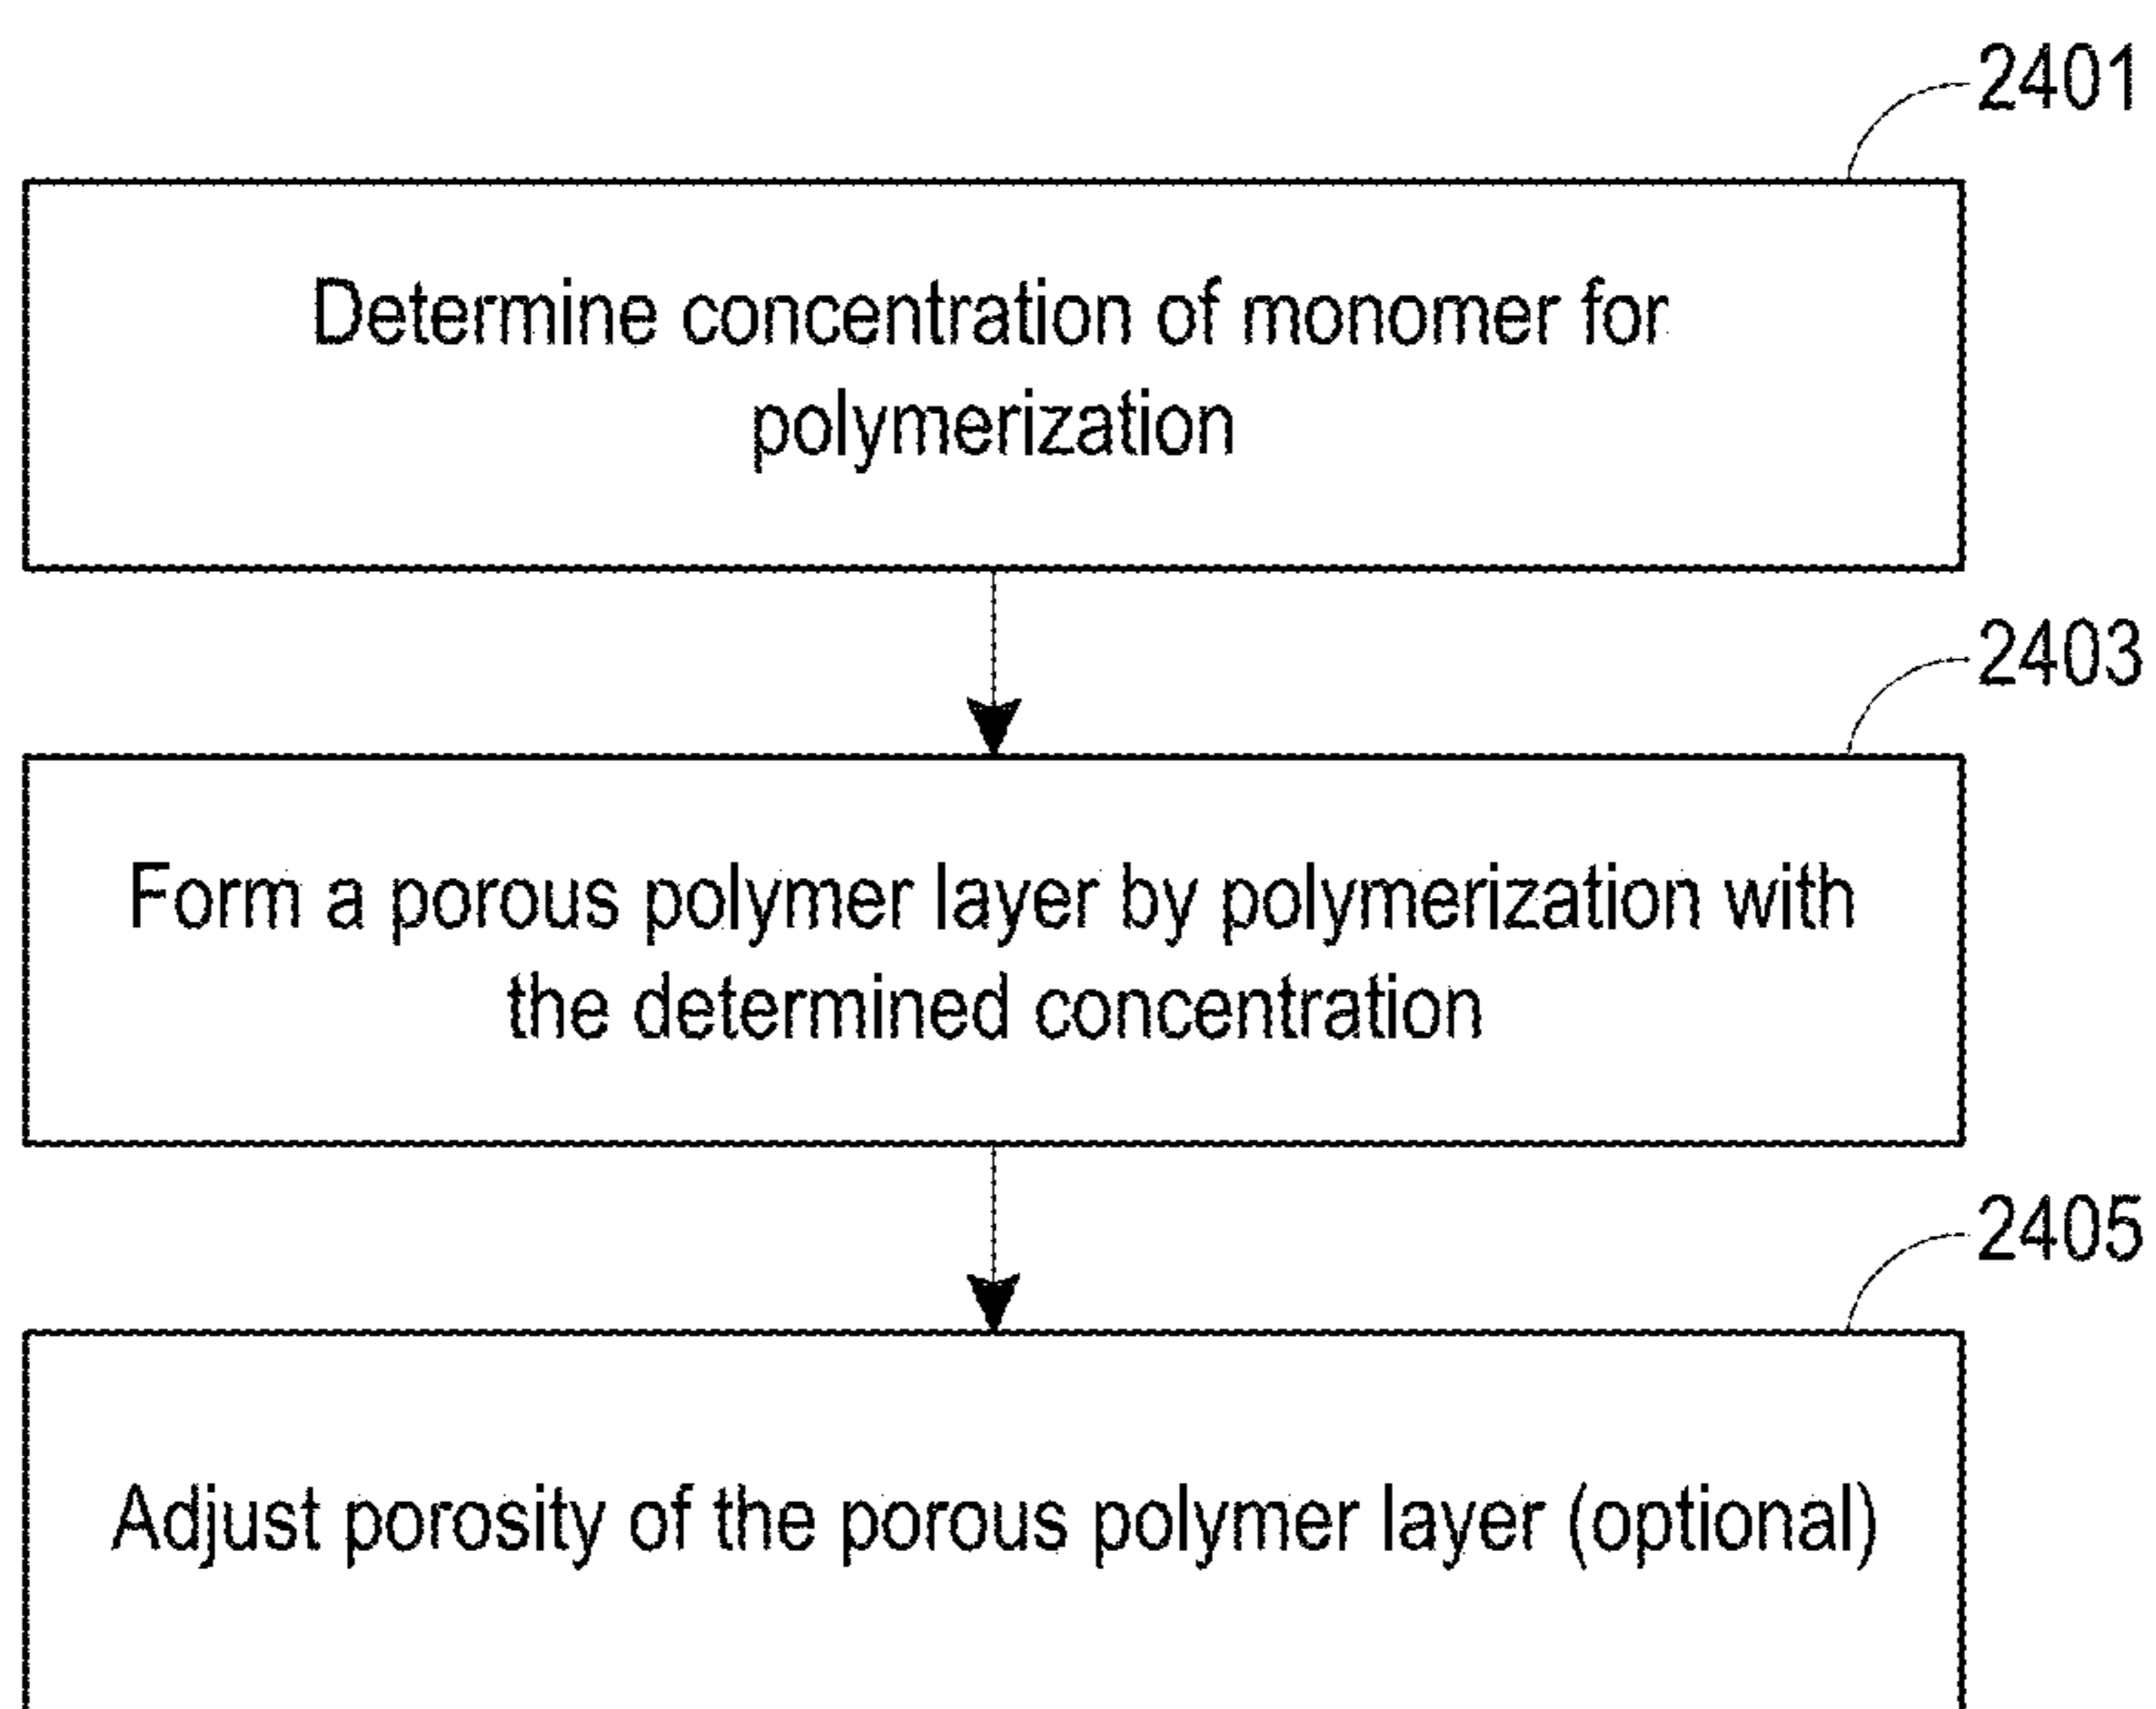 2401
Determine concentration of monomer for
polymerization
2403
Form a porous polymer layer by polymerization with
the determined concentration
2405
Adjust porosity of the porous polymer layer (optional)